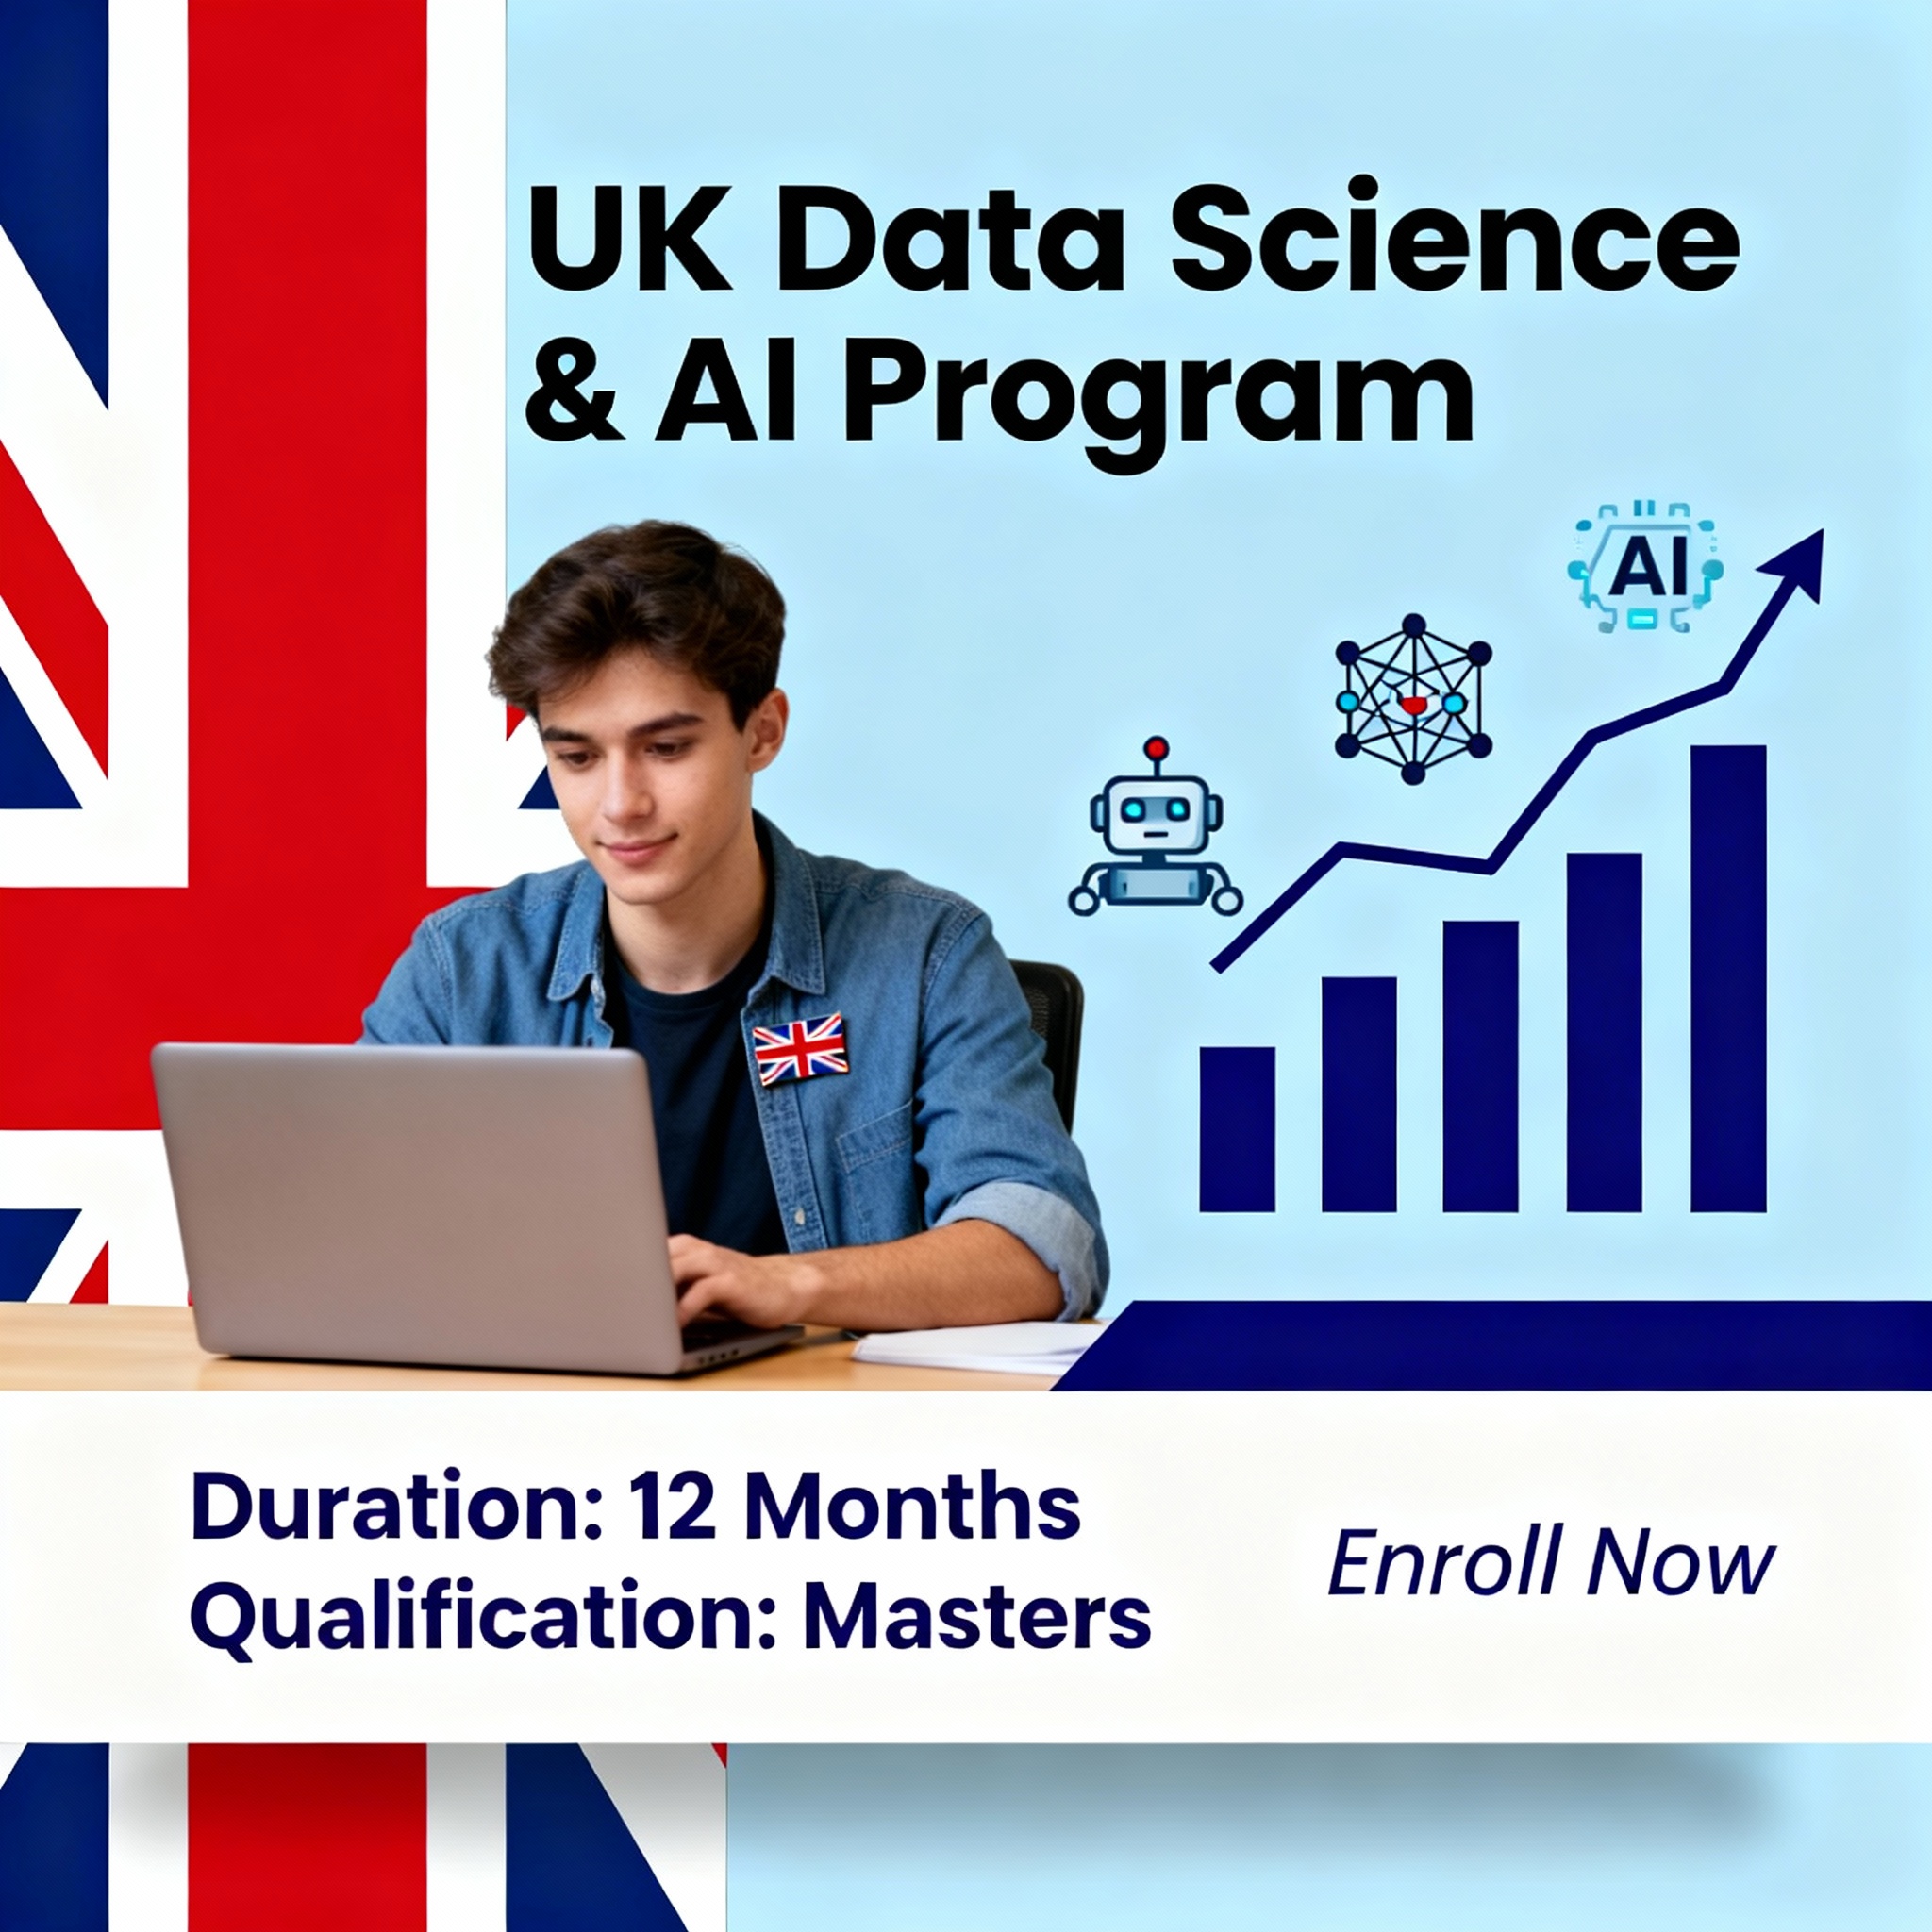 UK Data Science
& AI Program
AI
Duration: 12 Months
Qualification: Masters
Enroll Now